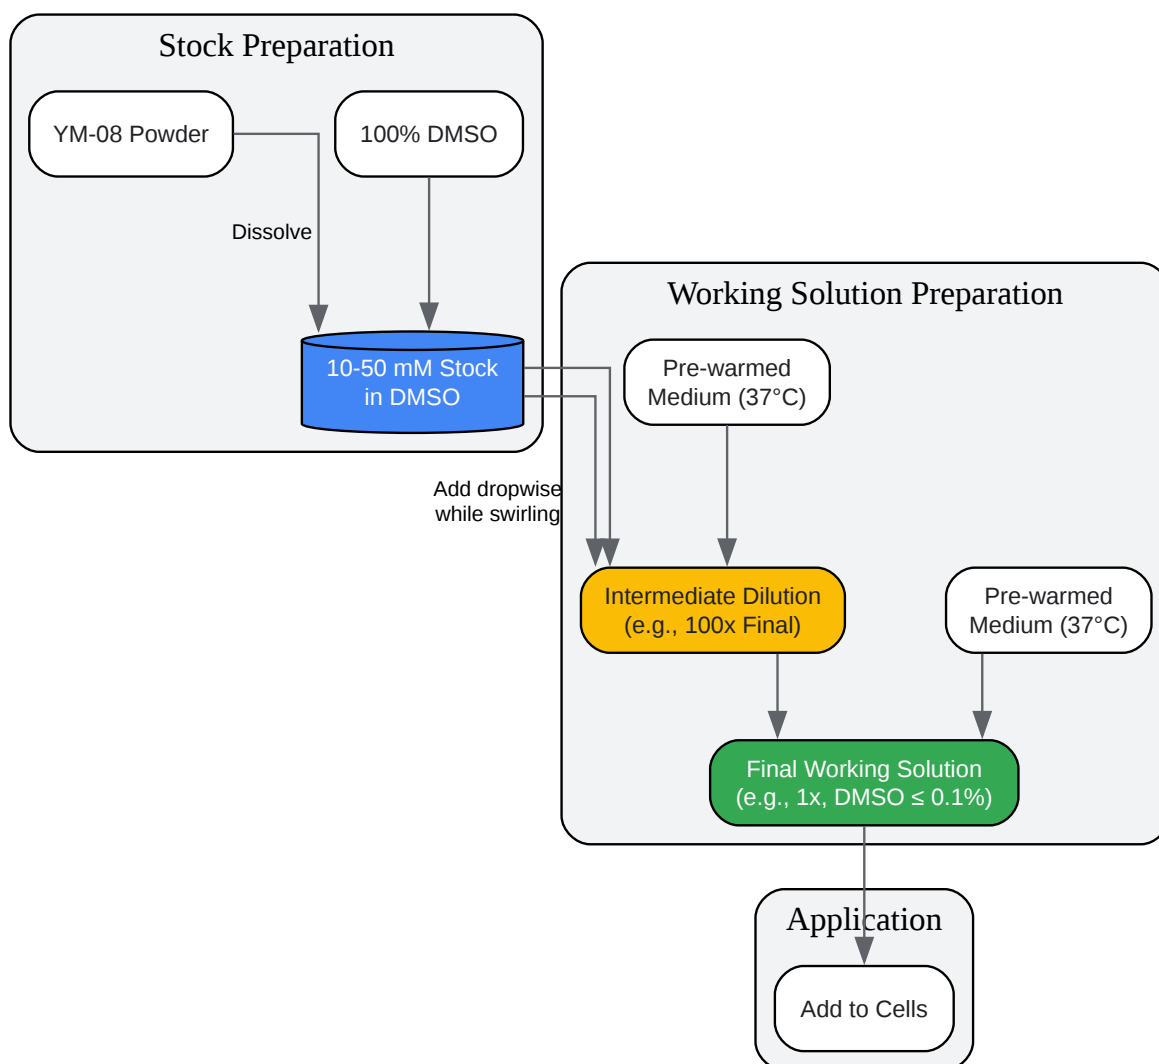 Stock Preparation
YM-08 Powder
100% DMSO
Dissolve
10-50 mM Stock
in DMSO
Working Solution Preparation
Pre-warmed
Medium (37°C)
Add dropwise
while swirling
Intermediate Dilution
(e.g., 100x Final)
Pre-warmed
Medium (37°C)
Final Working Solution
(e.g., 1x, DMSO ≤ 0.1%)
Application
Add to Cells